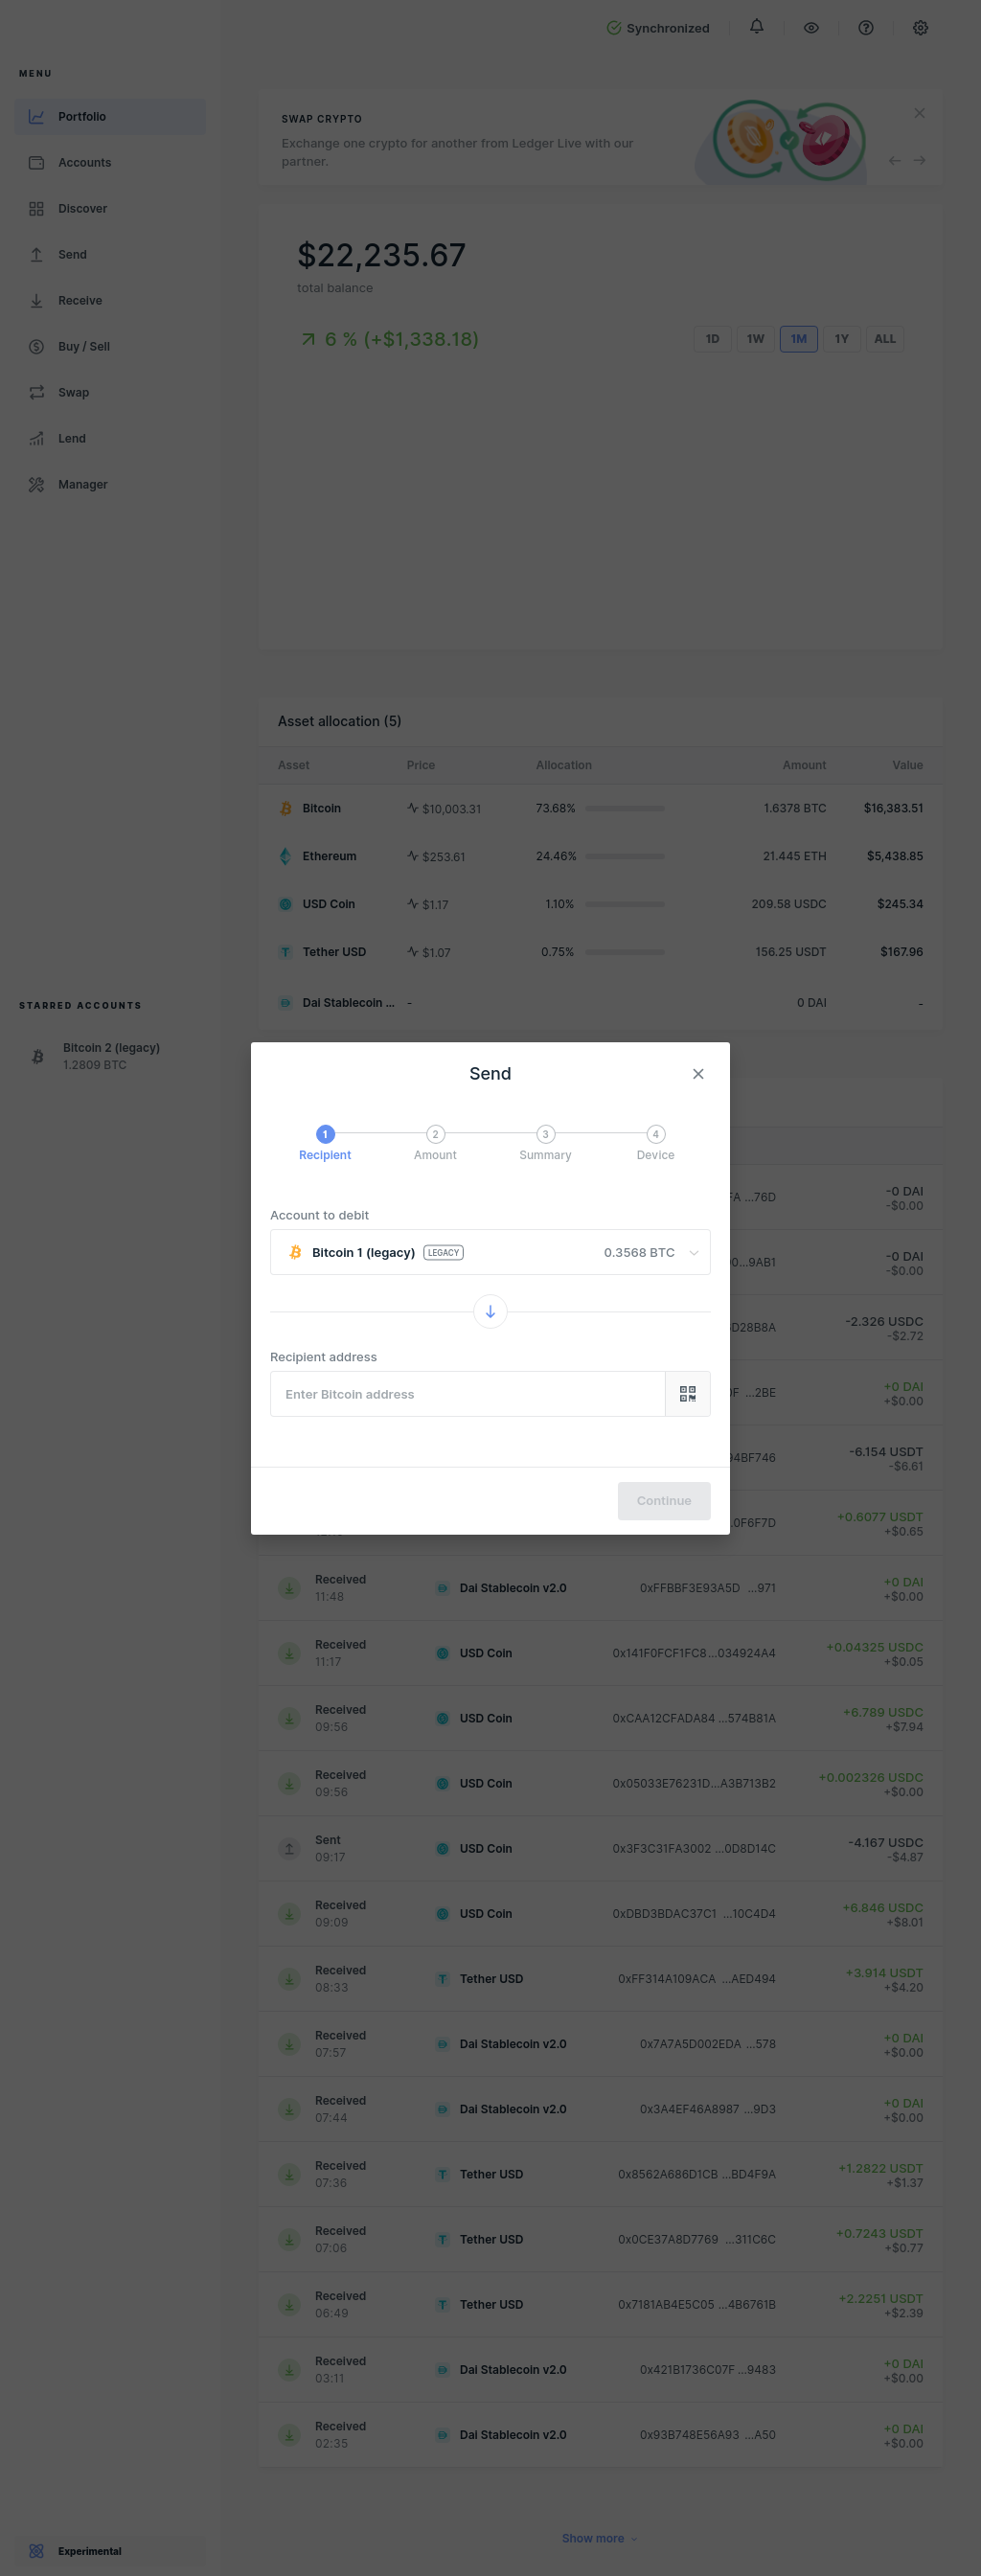 Synchronized
MENU
Portfolio
Accounts
Discover
Send
Receive
Buy / Sell
Swap
Lend
Manager
STARRED ACCOUNTS
Bitcoin 2 (legacy)
1.2809 BTC
Experimental
SWAP CRYPTO
Exchange one crypto for another from Ledger Live with our
partner.
$22,235.67
total balance
6 % (+$1,338.18)
1D 1W 1M 1Y ALL
Asset allocation (5)
Asset Price Allocation Amount Value
Bitcoin $10,003.31 73.68% 1.6378 BTC $16,383.51
Ethereum $253.61 24.46% 21.445 ETH $5,438.85
USD Coin $1.17 1.10% 209.58 USDC $245.34
Tether USD $1.07 0.75% 156.25 USDT $167.96
Dai Stablecoin ... - 0 DAI -
Send
1 2 3 4
Recipient Amount Summary Device
Account to debit
Bitcoin 1 (legacy) LEGACY 0.3568 BTC
Recipient address
Enter Bitcoin address
Continue
...76D -0 DAI
-$0.00
...9AB1 -0 DAI
-$0.00
D28B8A -2.326 USDC
-$2.72
...2BE +0 DAI
+$0.00
94BF746 -6.154 USDT
-$6.61
.0F6F7D +0.6077 USDT
+$0.65
Received Dai Stablecoin v2.0 0xFFBBF3E93A5D ...971 +0 DAI
11:48 +$0.00
Received USD Coin 0x141F0FCF1FC8...034924A4 +0.04325 USDC
11:17 +$0.05
Received USD Coin 0xCAA12CFADA84 ...574B81A +6.789 USDC
09:56 +$7.94
Received USD Coin 0x05033E76231D...A3B713B2 +0.002326 USDC
09:56 +$0.00
Sent USD Coin 0x3F3C31FA3002 ...0D8D14C -4.167 USDC
09:17 -$4.87
Received USD Coin 0xDBD3BDAC37C1 ...10C4D4 +6.846 USDC
09:09 +$8.01
Received Tether USD 0xFF314A109ACA ...AED494 +3.914 USDT
08:33 +$4.20
Received Dai Stablecoin v2.0 0x7A7A5D002EDA ...578 +0 DAI
07:57 +$0.00
Received Dai Stablecoin v2.0 0x3A4EF46A8987 ...9D3 +0 DAI
07:44 +$0.00
Received Tether USD 0x8562A686D1CB ...BD4F9A +1.2822 USDT
07:36 +$1.37
Received Tether USD 0x0CE37A8D7769 ...311C6C +0.7243 USDT
07:06 +$0.77
Received Tether USD 0x7181AB4E5C05 ...4B6761B +2.2251 USDT
06:49 +$2.39
Received Dai Stablecoin v2.0 0x421B1736C07F ...9483 +0 DAI
03:11 +$0.00
Received Dai Stablecoin v2.0 0x93B748E56A93 ...A50 +0 DAI
02:35 +$0.00
Show more